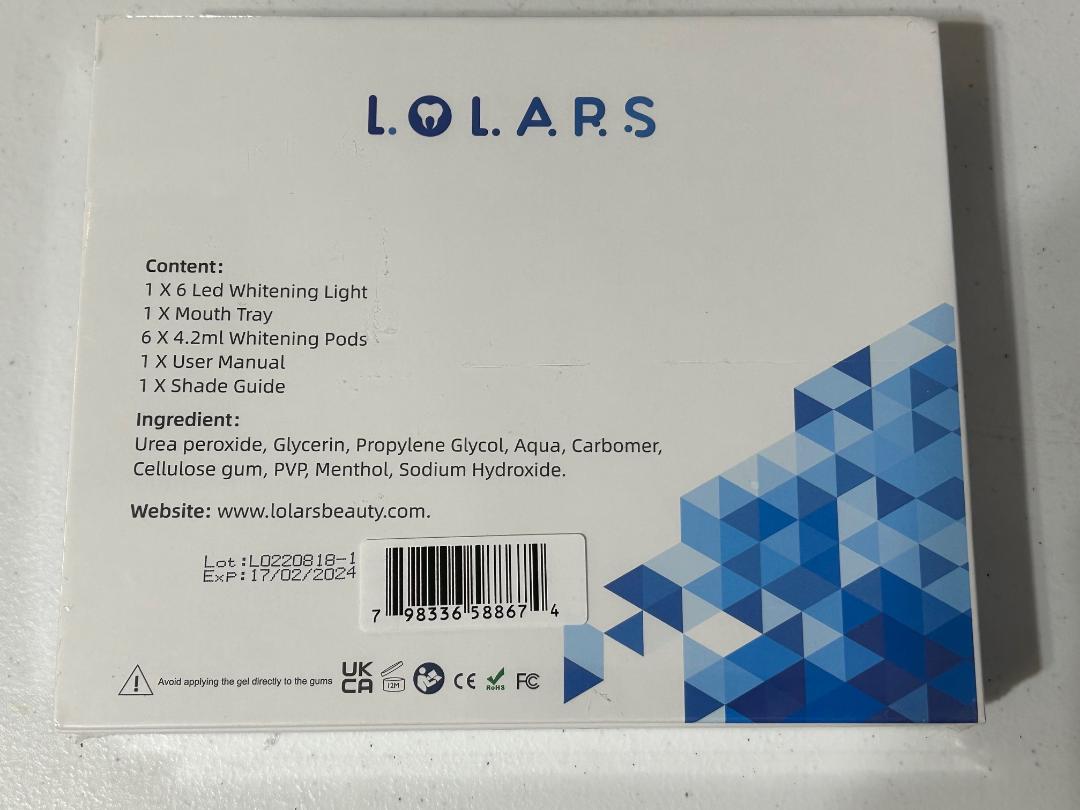 LOLARS
Content:
1 X 6 Led Whitening Light
1 X Mouth Tray
6 X 4.2ml Whitening Pods
1 X User Manual
1 X Shade Guide
Ingredient:
Urea peroxide, Glycerin, Propylene Glycol, Aqua, Carbomer,
Cellulose gum, PVP, Menthol, Sodium Hydroxide.
Website: www.lolarsbeauty.com.
Lot:L0220818-1
Exp:17/02/2024
7 98336 58867 4
Avoid applying the gel directly to the gums
UK
CA
12M
CE
RoHS
FC